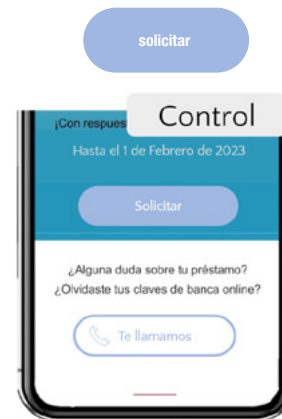 solicitar
Control
¡Con respues
Hasta el 1 de Febrero de 2023
Solicitar
¿Alguna duda sobre tu préstamo?
¿Olvidaste tus claves de banca online?
Te llamamos